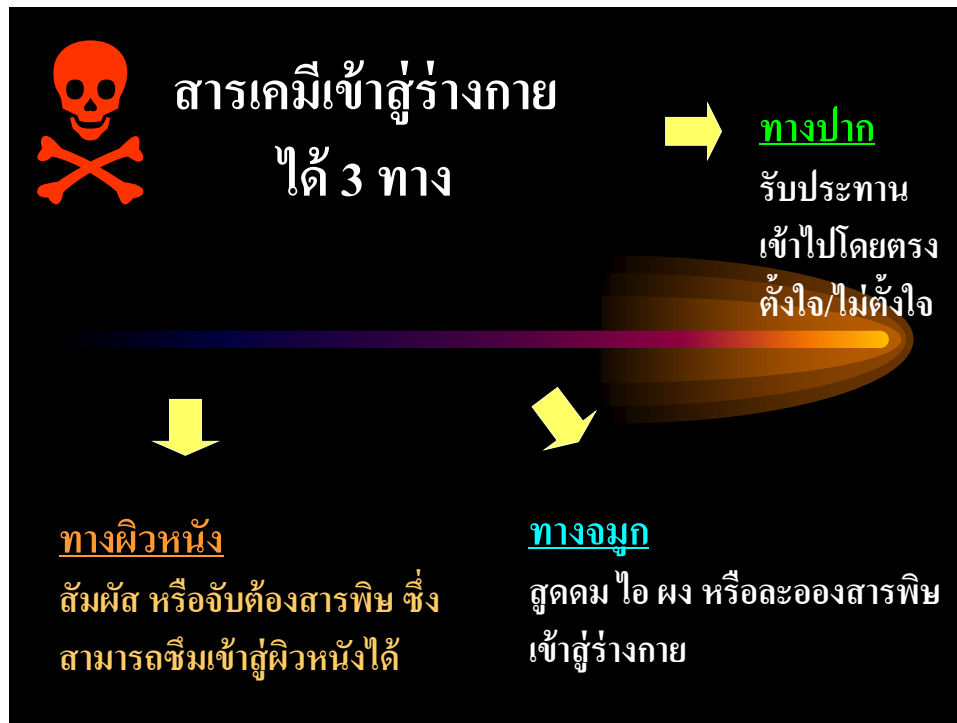 สารเคมีเข้าสู่ร่างกาย
ได้ 3 ทาง
ทางปาก
รับประทาน
เข้าไปโดยตรง
ตั้งใจ/ไม่ตั้งใจ
ทางผิวหนัง
สัมผัส หรือจับต้องสารพิษ ซึ่ง
สามารถซึมเข้าสู่ผิวหนังได้
ทางจมูก
สูดดม ไอ ผง หรือละอองสารพิษ
เข้าสู่ร่างกาย